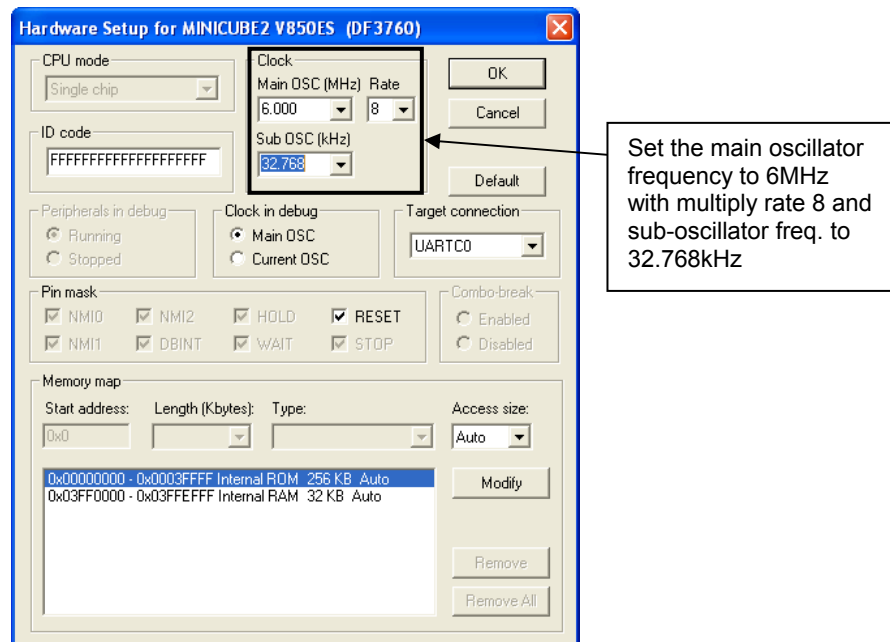 Hardware Setup for MINICUBE2 V850ES (DF3760)
CPU mode
Single chip
Clock
Main OSC (MHz) Rate
6.000 8
Sub OSC (kHz)
32.768
OK
Cancel
Default
ID code
FFFFFFFFFFFFFFFFFFFF
Set the main oscillator
frequency to 6MHz
with multiply rate 8 and
sub-oscillator freq. to
32.768kHz
Peripherals in debug
Running
Stopped
Clock in debug
Main OSC
Current OSC
Target connection
UARTC0
Pin mask
NMI0 NMI2 HOLD RESET
NMI1 DBINT WAIT STOP
Combo-break
Enabled
Disabled
Memory map
Start address: Length (Kbytes): Type: Access size:
0x0 Auto
0x00000000 - 0x0003FFFF Internal ROM 256 KB Auto
0x03FF0000 - 0x03FFEFFF Internal RAM 32 KB Auto
Modify
Remove
Remove All